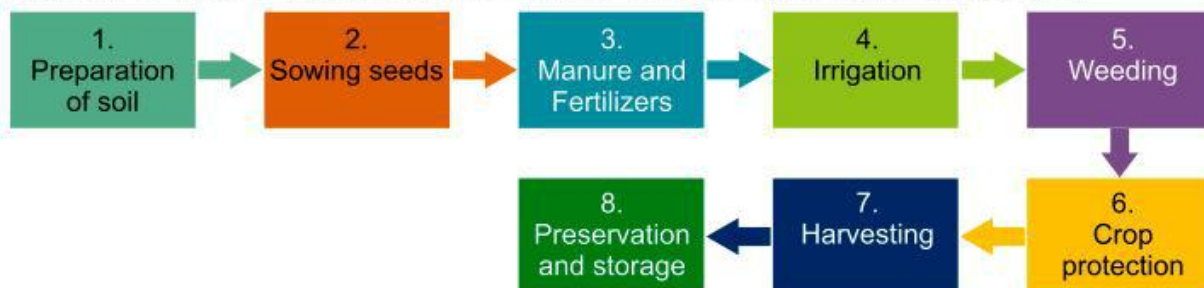 1.
Preparation
of soil
2.
Sowing seeds
3.
Manure and
Fertilizers
4.
Irrigation
5.
Weeding
6.
Crop
protection
7.
Harvesting
8.
Preservation
and storage